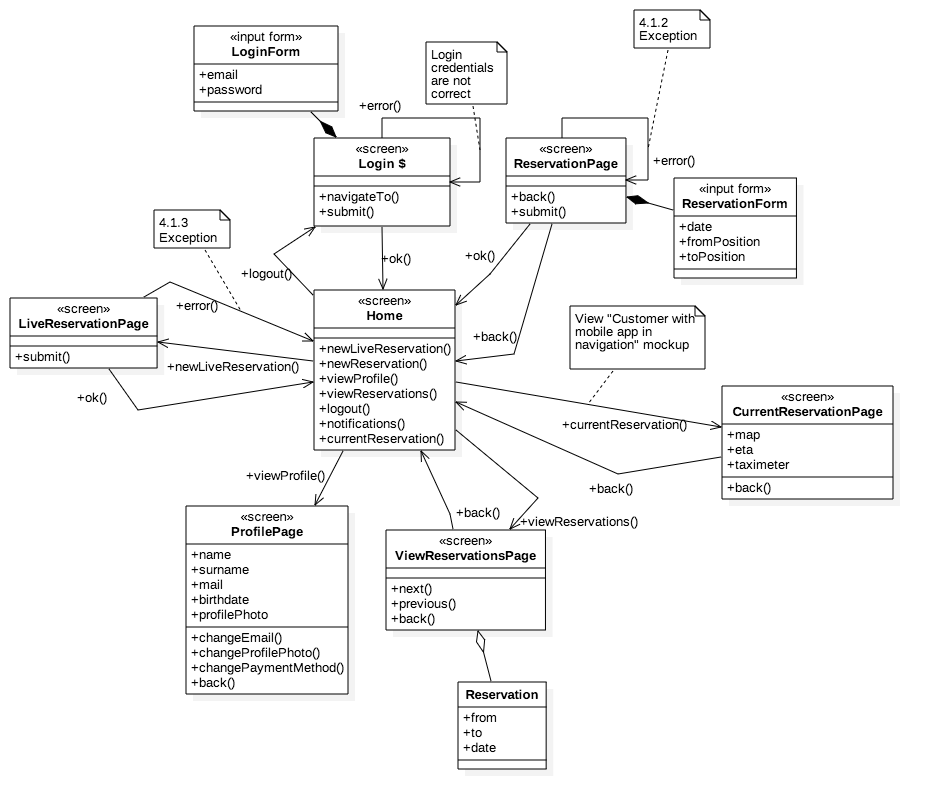 «input form»
LoginForm
+email
+password
Login
credentials
are not
correct
4.1.2
Exception
+error()
«screen»
Login $
+navigateTo()
+submit()
«screen»
ReservationPage
+back()
+submit()
+error()
«input form»
ReservationForm
+date
+fromPosition
+toPosition
4.1.3
Exception
+logout()
+ok()
+ok()
+back()
«screen»
LiveReservationPage
+submit()
+error()
+newLiveReservation()
+ok()
«screen»
Home
+newLiveReservation()
+newReservation()
+viewProfile()
+viewReservations()
+logout()
+notifications()
+currentReservation()
View "Customer with
mobile app in
navigation" mockup
+currentReservation()
«screen»
CurrentReservationPage
+map
+eta
+taximeter
+back()
+back()
+viewProfile()
+back()
+viewReservations()
«screen»
ProfilePage
+name
+surname
+mail
+birthdate
+profilePhoto
+changeEmail()
+changeProfilePhoto()
+changePaymentMethod()
+back()
«screen»
ViewReservationsPage
+next()
+previous()
+back()
Reservation
+from
+to
+date